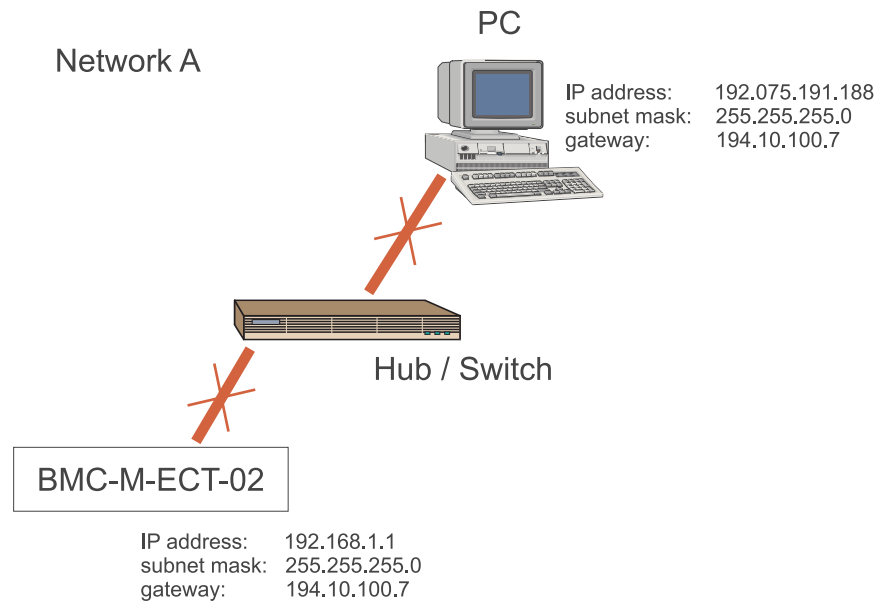 PC
Network A
IP address: 192.075.191.188
subnet mask: 255.255.255.0
gateway: 194.10.100.7
Hub / Switch
BMC-M-ECT-02
IP address: 192.168.1.1
subnet mask: 255.255.255.0
gateway: 194.10.100.7